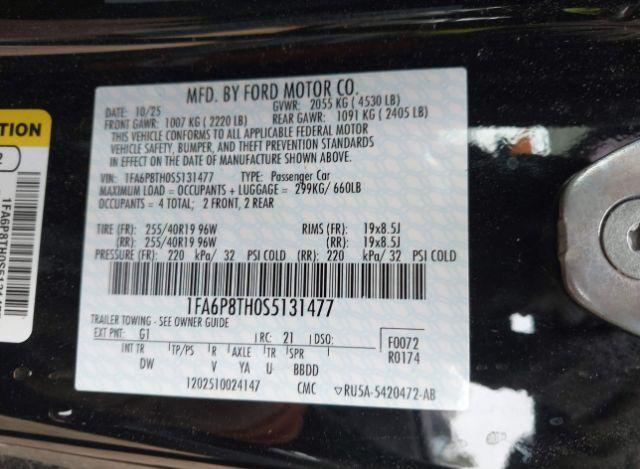 MFD. BY FORD MOTOR CO.
DATE: 10/25 GVWR: 2055 KG ( 4530 LB)
FRONT GAWR: 1007 KG ( 2220 LB) REAR GAWR: 1091 KG ( 2405 LB)
THIS VEHICLE CONFORMS TO ALL APPLICABLE FEDERAL MOTOR
VEHICLE SAFETY, BUMPER, AND THEFT PREVENTION STANDARDS
IN EFFECT ON THE DATE OF MANUFACTURE SHOWN ABOVE.
VIN: 1FA6P8TH0S5131477 TYPE: Passenger Car
MAXIMUM LOAD = OCCUPANTS + LUGGAGE = 299KG/ 660LB
OCCUPANTS = 4 TOTAL; 2 FRONT, 2 REAR
TIRE (FR): 255/40R19 96W RIMS (FR): 19x8.5J
(RR): 255/40R19 96W (RR): 19x8.5J
PRESSURE (FR): 220 kPa/ 32 PSI COLD (RR): 220 kPa/ 32 PSI COLD
1FA6P8TH0S5131477
TRAILER TOWING - SEE OWNER GUIDE
EXT PNT: G1 RC: 21 DSO: F0072
INT TR TP/PS R AXLE TR SPR R0174
DW V YA U BBDD
1202510024147 CMC RU5A-5420472-AB
TION
2